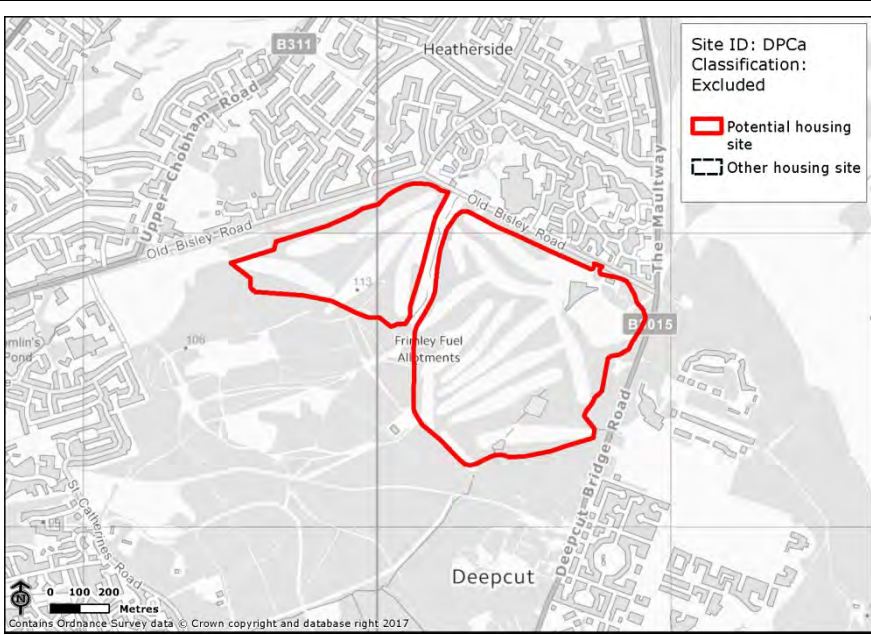 Site ID: DPCa
Classification:
Excluded
Potential housing
site
Other housing site
B311
Heatherside
Upper-Chobham-Road
Old-Bisley-Road
Old-Bisley-Road
The-Maultway
113
106
Frimley Fuel
Allotments
Pond
Deepcut-Bridge-Road
St-Catherines-Road
Deepcut
N
0 100 200
Metres
Contains Ordnance Survey data © Crown copyright and database right 2017